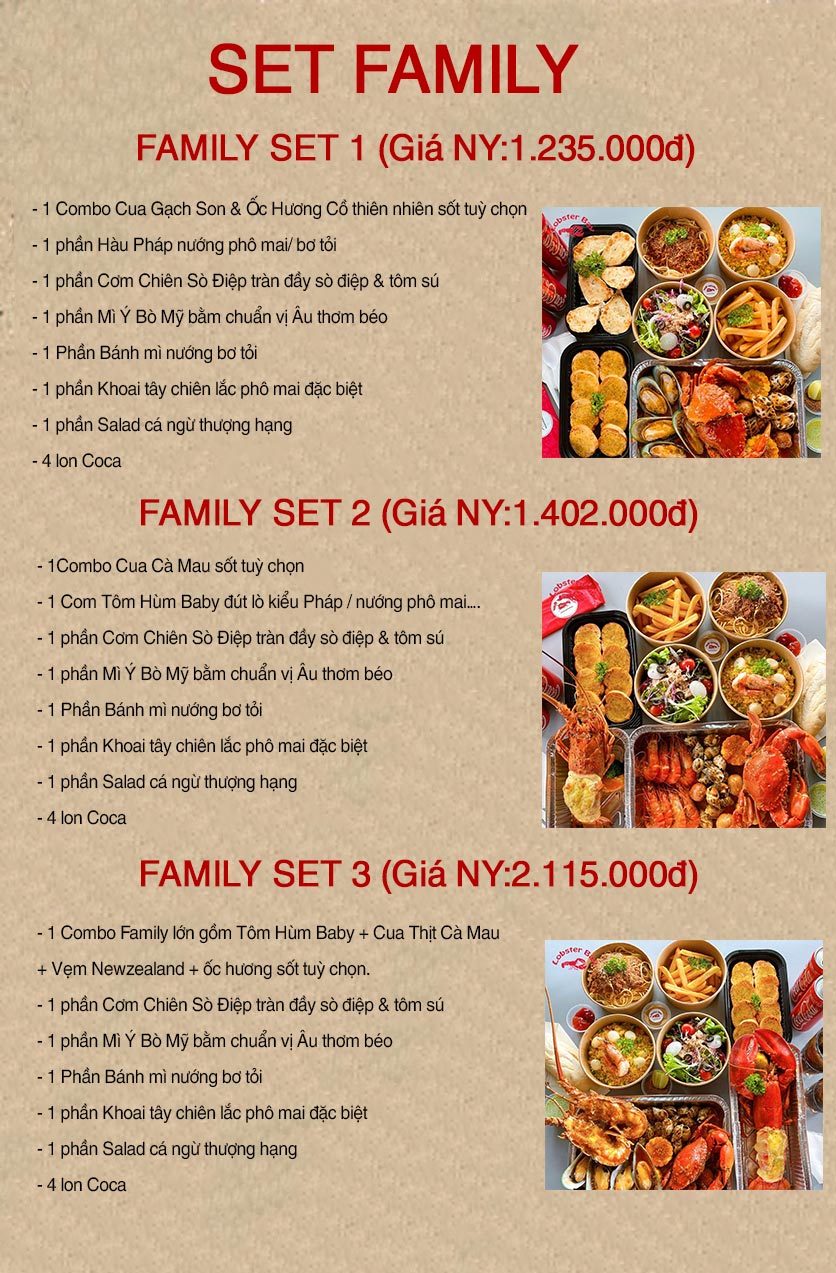 SET FAMILY
FAMILY SET 1 (Giá NY:1.235.000đ)
- 1 Combo Cua Gạch Son & Ốc Hương Cồ thiên nhiên sốt tuỳ chọn
- 1 phần Hàu Pháp nướng phô mai/ bơ tỏi
- 1 phần Cơm Chiên Sò Điệp tràn đầy sò điệp & tôm sú
- 1 phần Mì Ý Bò Mỹ bằm chuẩn vị Âu thơm béo
- 1 Phần Bánh mì nướng bơ tỏi
- 1 phần Khoai tây chiên lắc phô mai đặc biệt
- 1 phần Salad cá ngừ thượng hạng
- 4 lon Coca
Lobster
FAMILY SET 2 (Giá NY:1.402.000đ)
- 1Combo Cua Cà Mau sốt tuỳ chọn
- 1 Com Tôm Hùm Baby đút lò kiểu Pháp / nướng phô mai....
- 1 phần Cơm Chiên Sò Điệp tràn đầy sò điệp & tôm sú
- 1 phần Mì Ý Bò Mỹ bằm chuẩn vị Âu thơm béo
- 1 Phần Bánh mì nướng bơ tỏi
- 1 phần Khoai tây chiên lắc phô mai đặc biệt
- 1 phần Salad cá ngừ thượng hạng
- 4 lon Coca
Lobster
FAMILY SET 3 (Giá NY:2.115.000đ)
- 1 Combo Family lớn gồm Tôm Hùm Baby + Cua Thịt Cà Mau
+ Vẹm Newzealand + ốc hương sốt tuỳ chọn.
- 1 phần Cơm Chiên Sò Điệp tràn đầy sò điệp & tôm sú
- 1 phần Mì Ý Bò Mỹ bằm chuẩn vị Âu thơm béo
- 1 Phần Bánh mì nướng bơ tỏi
- 1 phần Khoai tây chiên lắc phô mai đặc biệt
- 1 phần Salad cá ngừ thượng hạng
- 4 lon Coca
Lobster
Coca-Cola